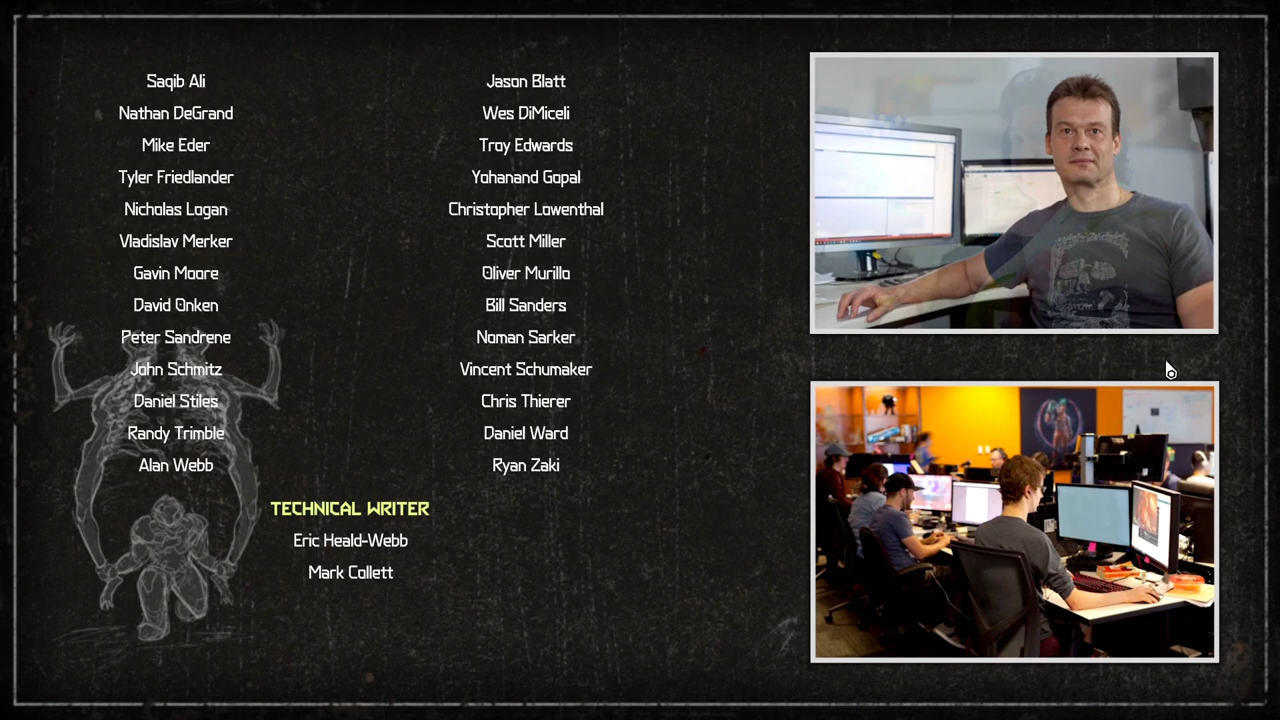 Saqib Ali
Nathan DeGrand
Mike Eder
Tyler Friedlander
Nicholas Logan
Vladislav Merker
Gavin Moore
David Onken
Peter Sandrene
John Schmitz
Daniel Stiles
Randy Trimble
Alan Webb
Jason Blatt
Wes DiMiceli
Troy Edwards
Yohanand Gopal
Christopher Lowenthal
Scott Miller
Oliver Murillo
Bill Sanders
Noman Sarker
Vincent Schumaker
Chris Thierer
Daniel Ward
Ryan Zaki
TECHNICAL WRITER
Eric Heald-Webb
Mark Collett